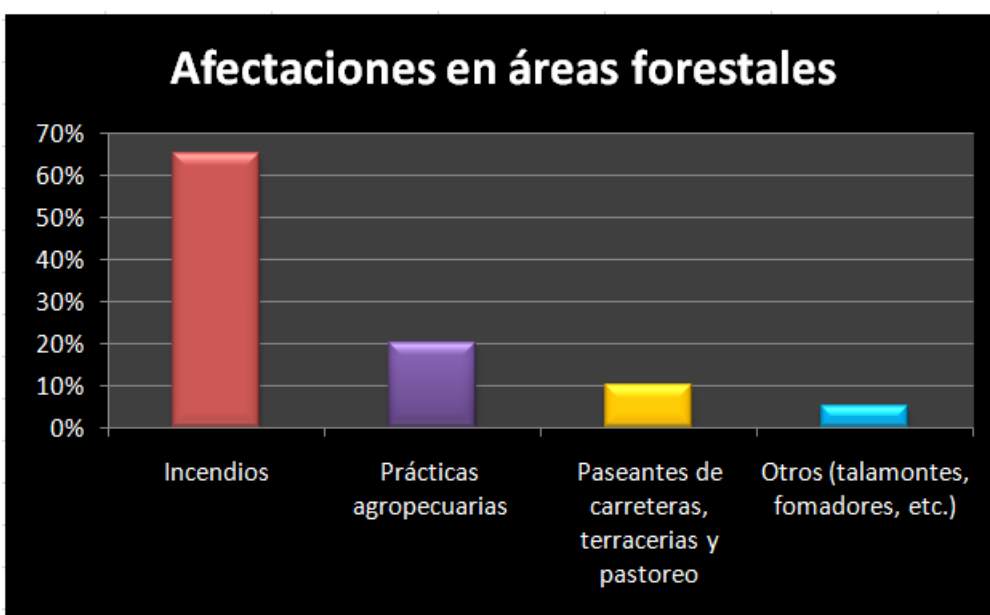 Afectaciones en áreas forestales
70%
60%
50%
40%
30%
20%
10%
0%
Incendios
Prácticas
agropecuarias
Paseantes de
carreteras,
terracerias y
pastoreo
Otros (talamontes,
fomadores, etc.)